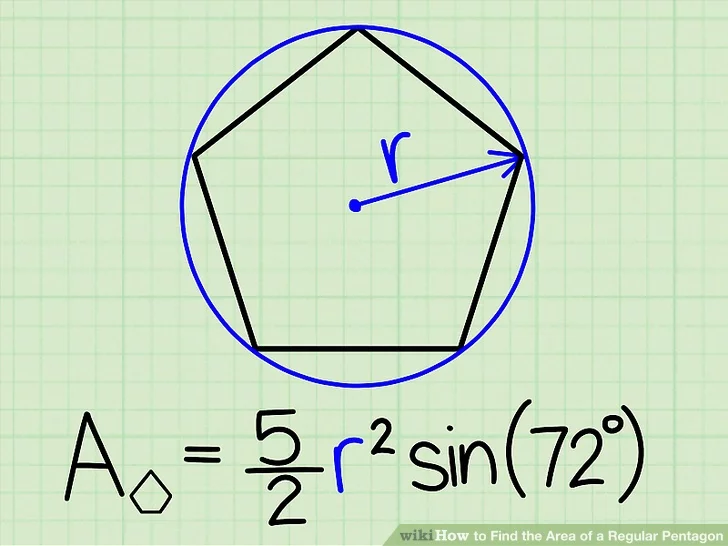 r
A⬠ = 5/2 r² sin(72°)
wikiHow to Find the Area of a Regular Pentagon